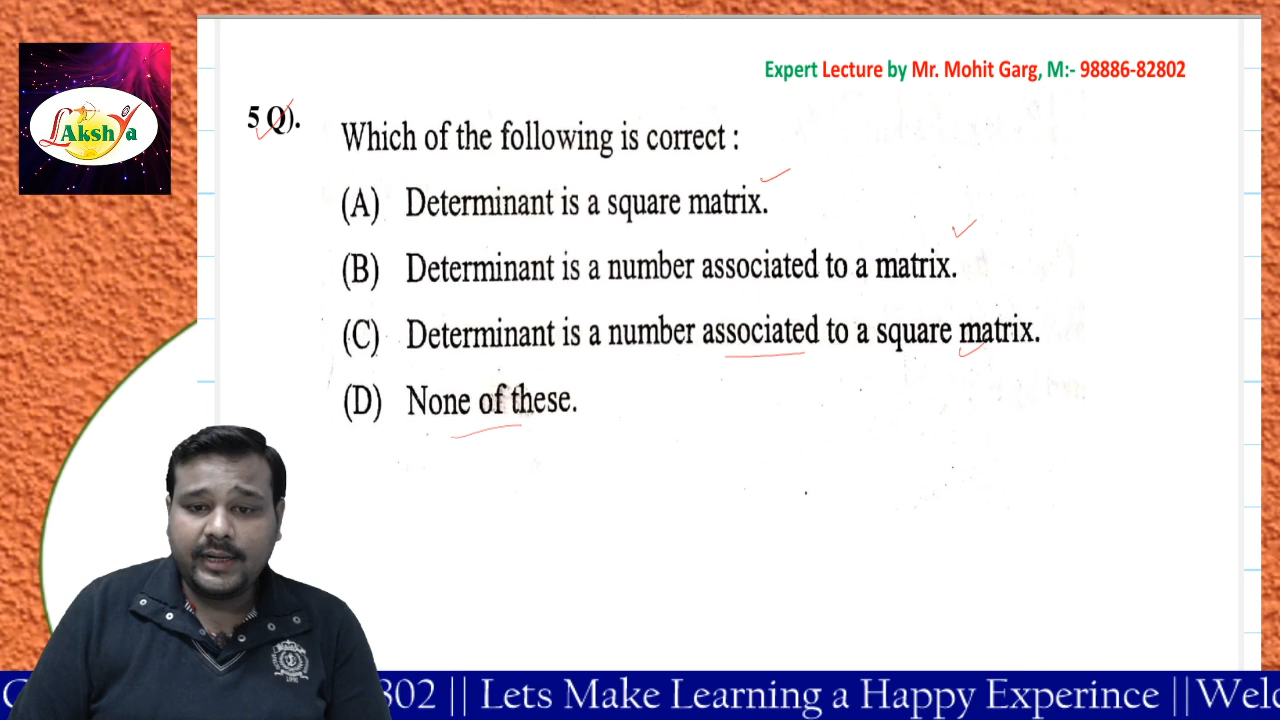 Expert Lecture by Mr. Mohit Garg, M:- 98886-82802
LAkshYa
5 Q).
Which of the following is correct :
(A) Determinant is a square matrix.
(B) Determinant is a number associated to a matrix.
(C) Determinant is a number associated to a square matrix.
(D) None of these.
802 || Lets Make Learning a Happy Experince ||Welc